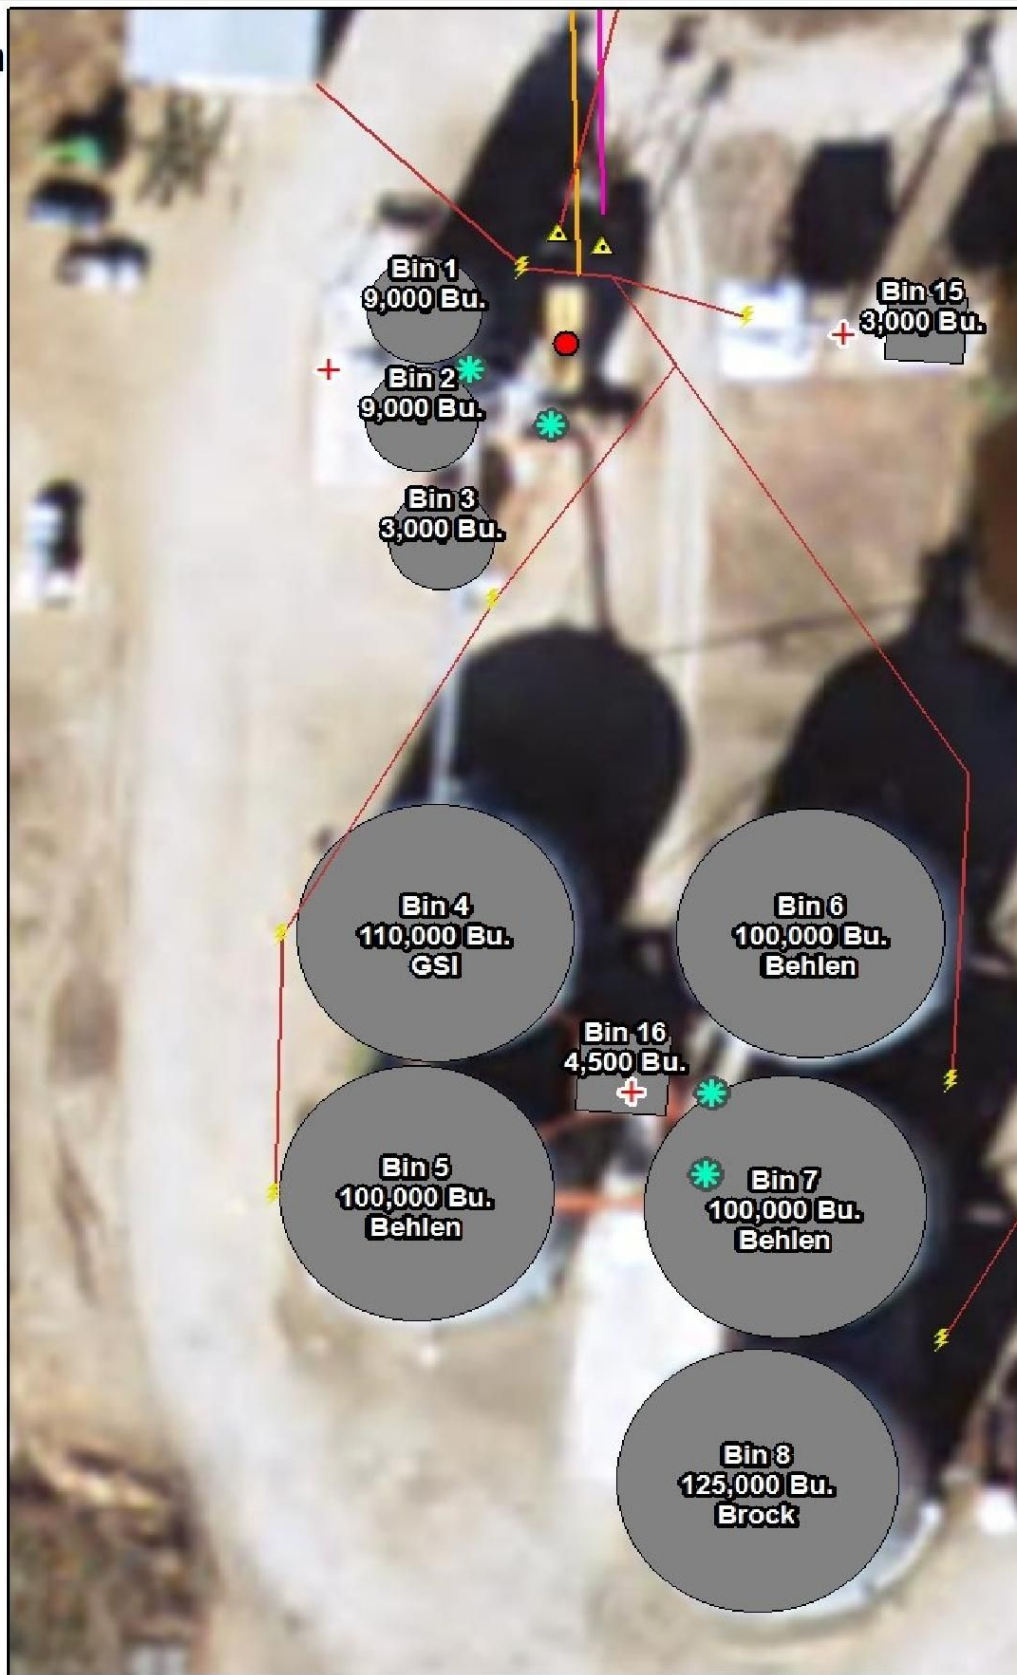 Bin 1
9,000 Bu.
Bin 15
3,000 Bu.
Bin 2
9,000 Bu.
Bin 3
3,000 Bu.
Bin 4
110,000 Bu.
GSI
Bin 6
100,000 Bu.
Behlen
Bin 16
4,500 Bu.
Bin 5
100,000 Bu.
Behlen
Bin 7
100,000 Bu.
Behlen
Bin 8
125,000 Bu.
Brock